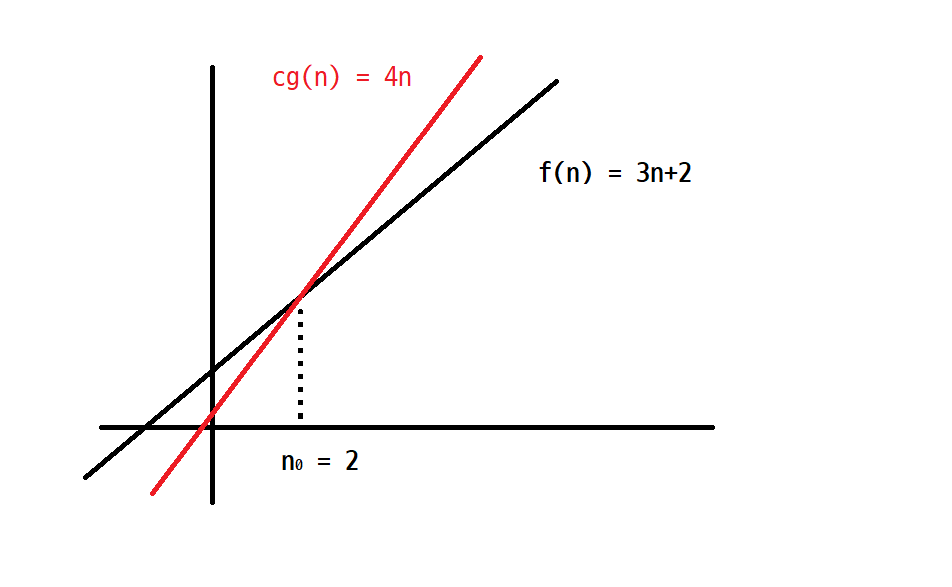 cg(n) = 4n
f(n) = 3n+2
n₀ = 2